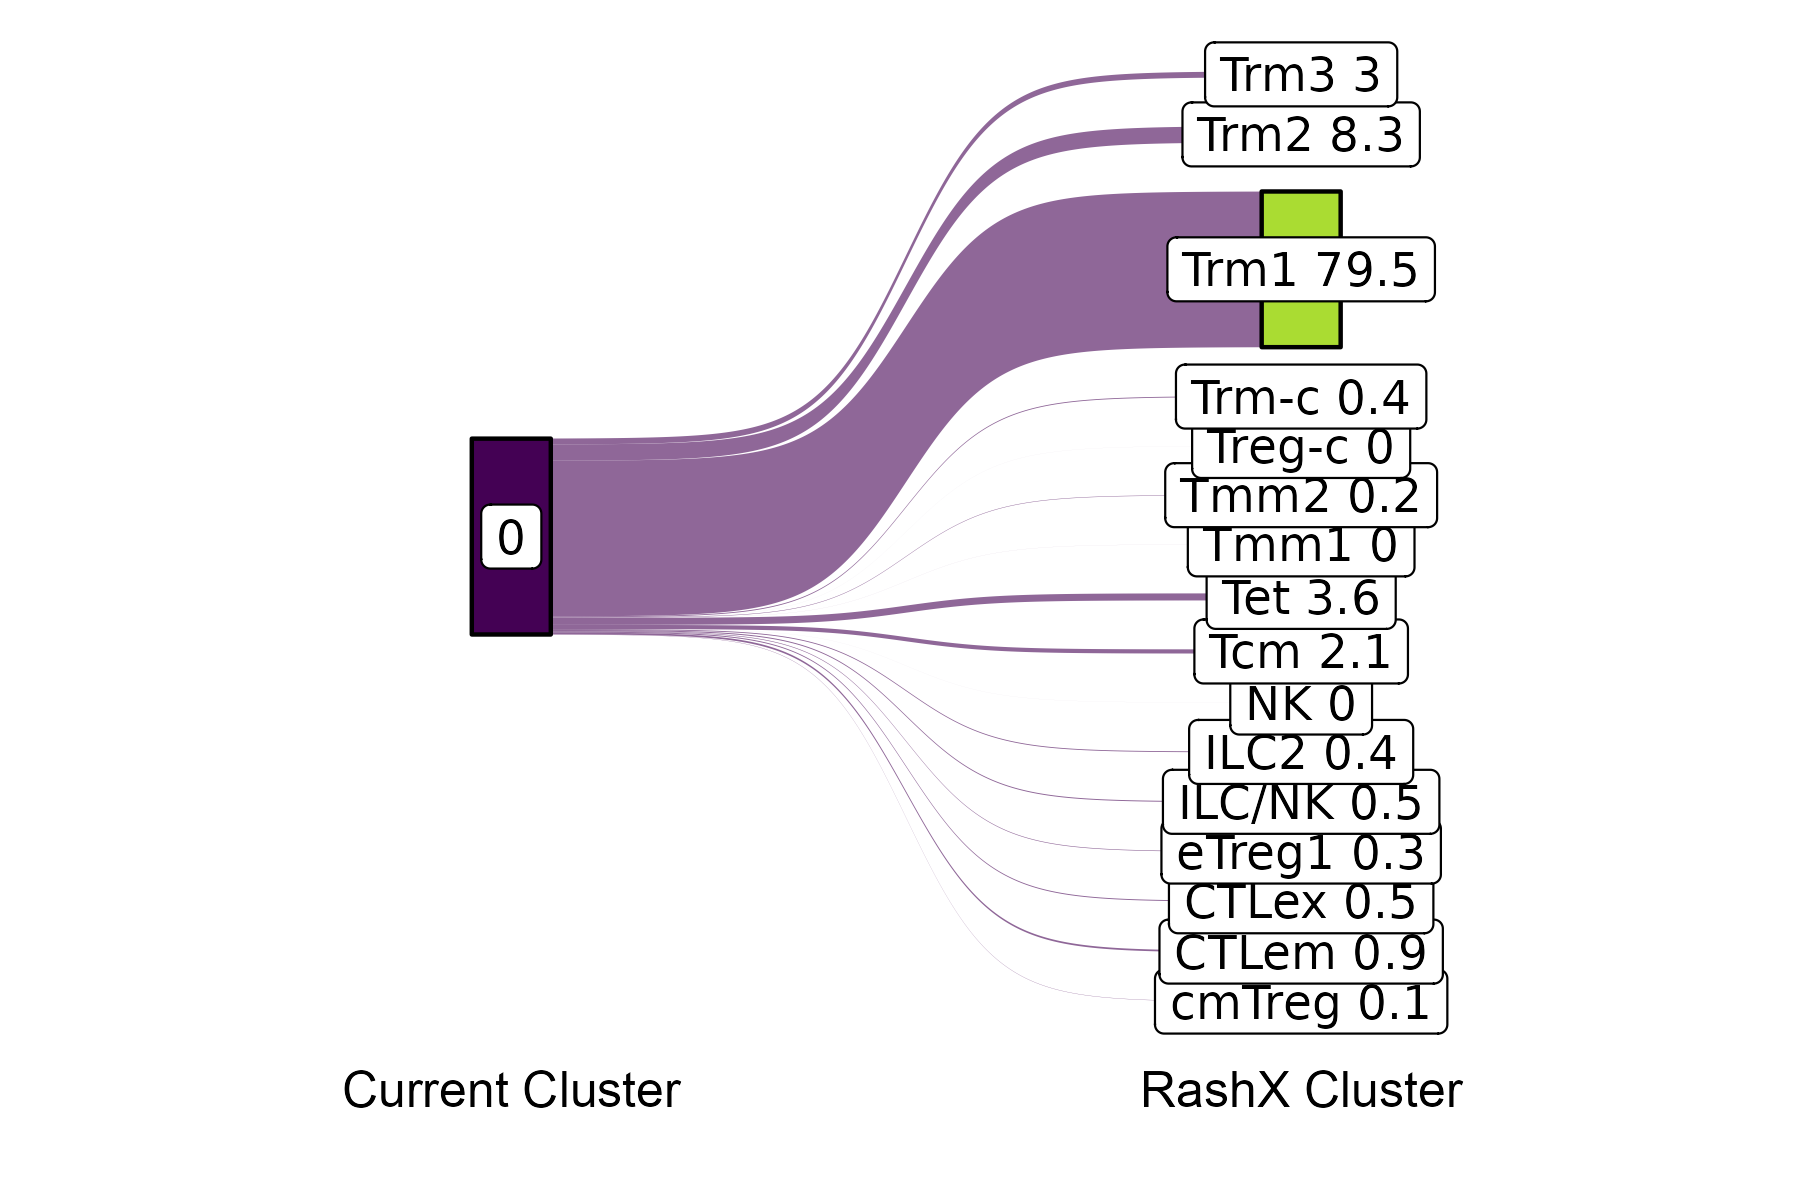 Trm3 3
Trm2 8.3
Trm1 79.5
Trm-c 0.4
Treg-c 0
Tmm2 0.2
Tmm1 0
0
Tet 3.6
Tcm 2.1
NK 0
ILC2 0.4
ILC/NK 0.5
eTreg1 0.3
CTLex 0.5
CTLem 0.9
cmTreg 0.1
Current Cluster
RashX Cluster